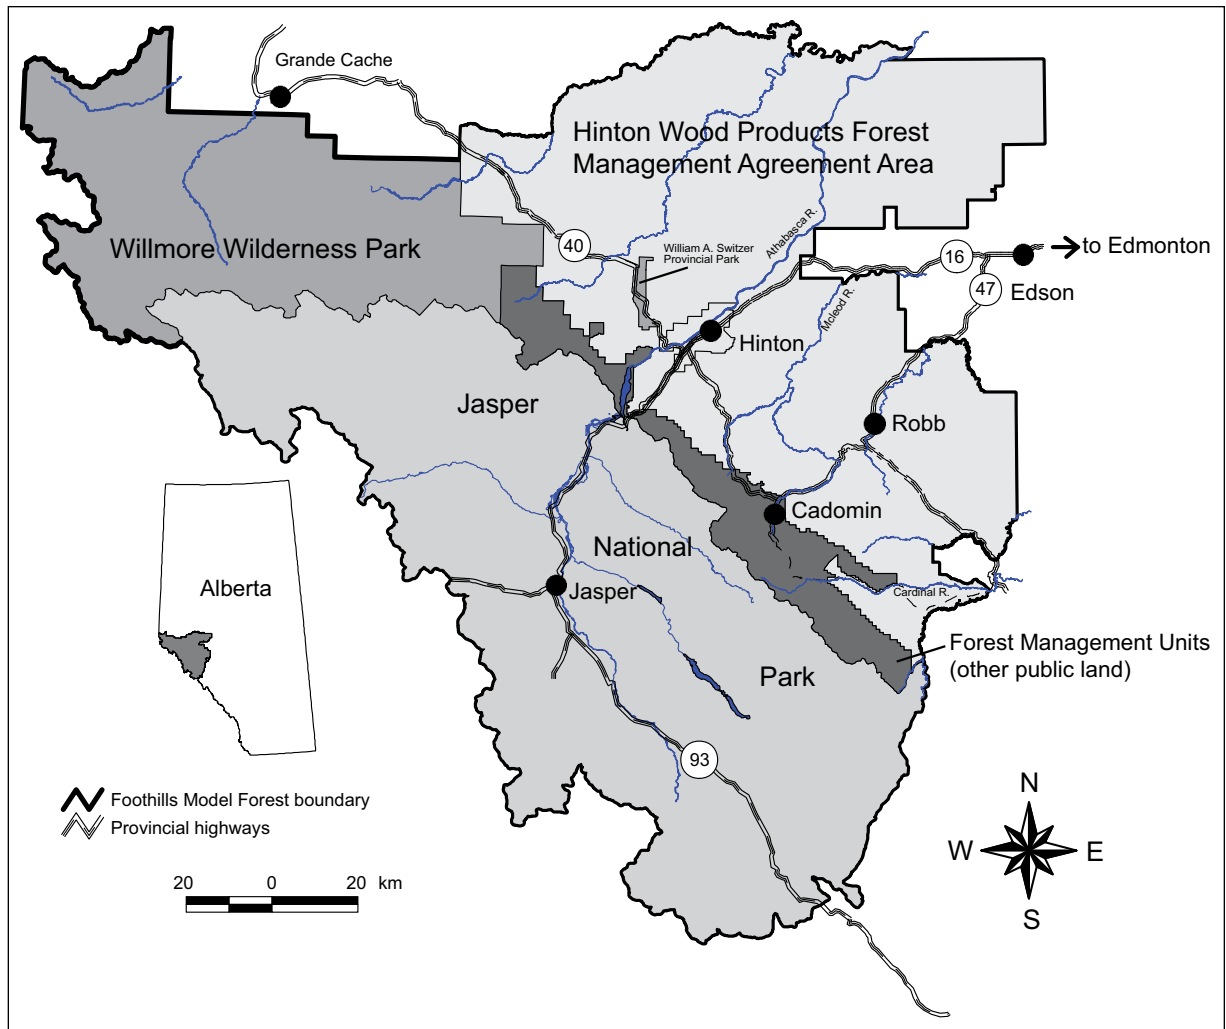 Grande Cache
Hinton Wood Products Forest
Management Agreement Area
Willmore Wilderness Park
40
William A. Switzer
Provincial Park
Athabasca R.
16
to Edmonton
47
Edson
Mcleod R.
Hinton
Jasper
Robb
Cadomin
National
Alberta
Jasper
Cardinal R.
Forest Management Units
(other public land)
Park
93
Foothills Model Forest boundary
Provincial highways
20 0 20 km
N
W E
S